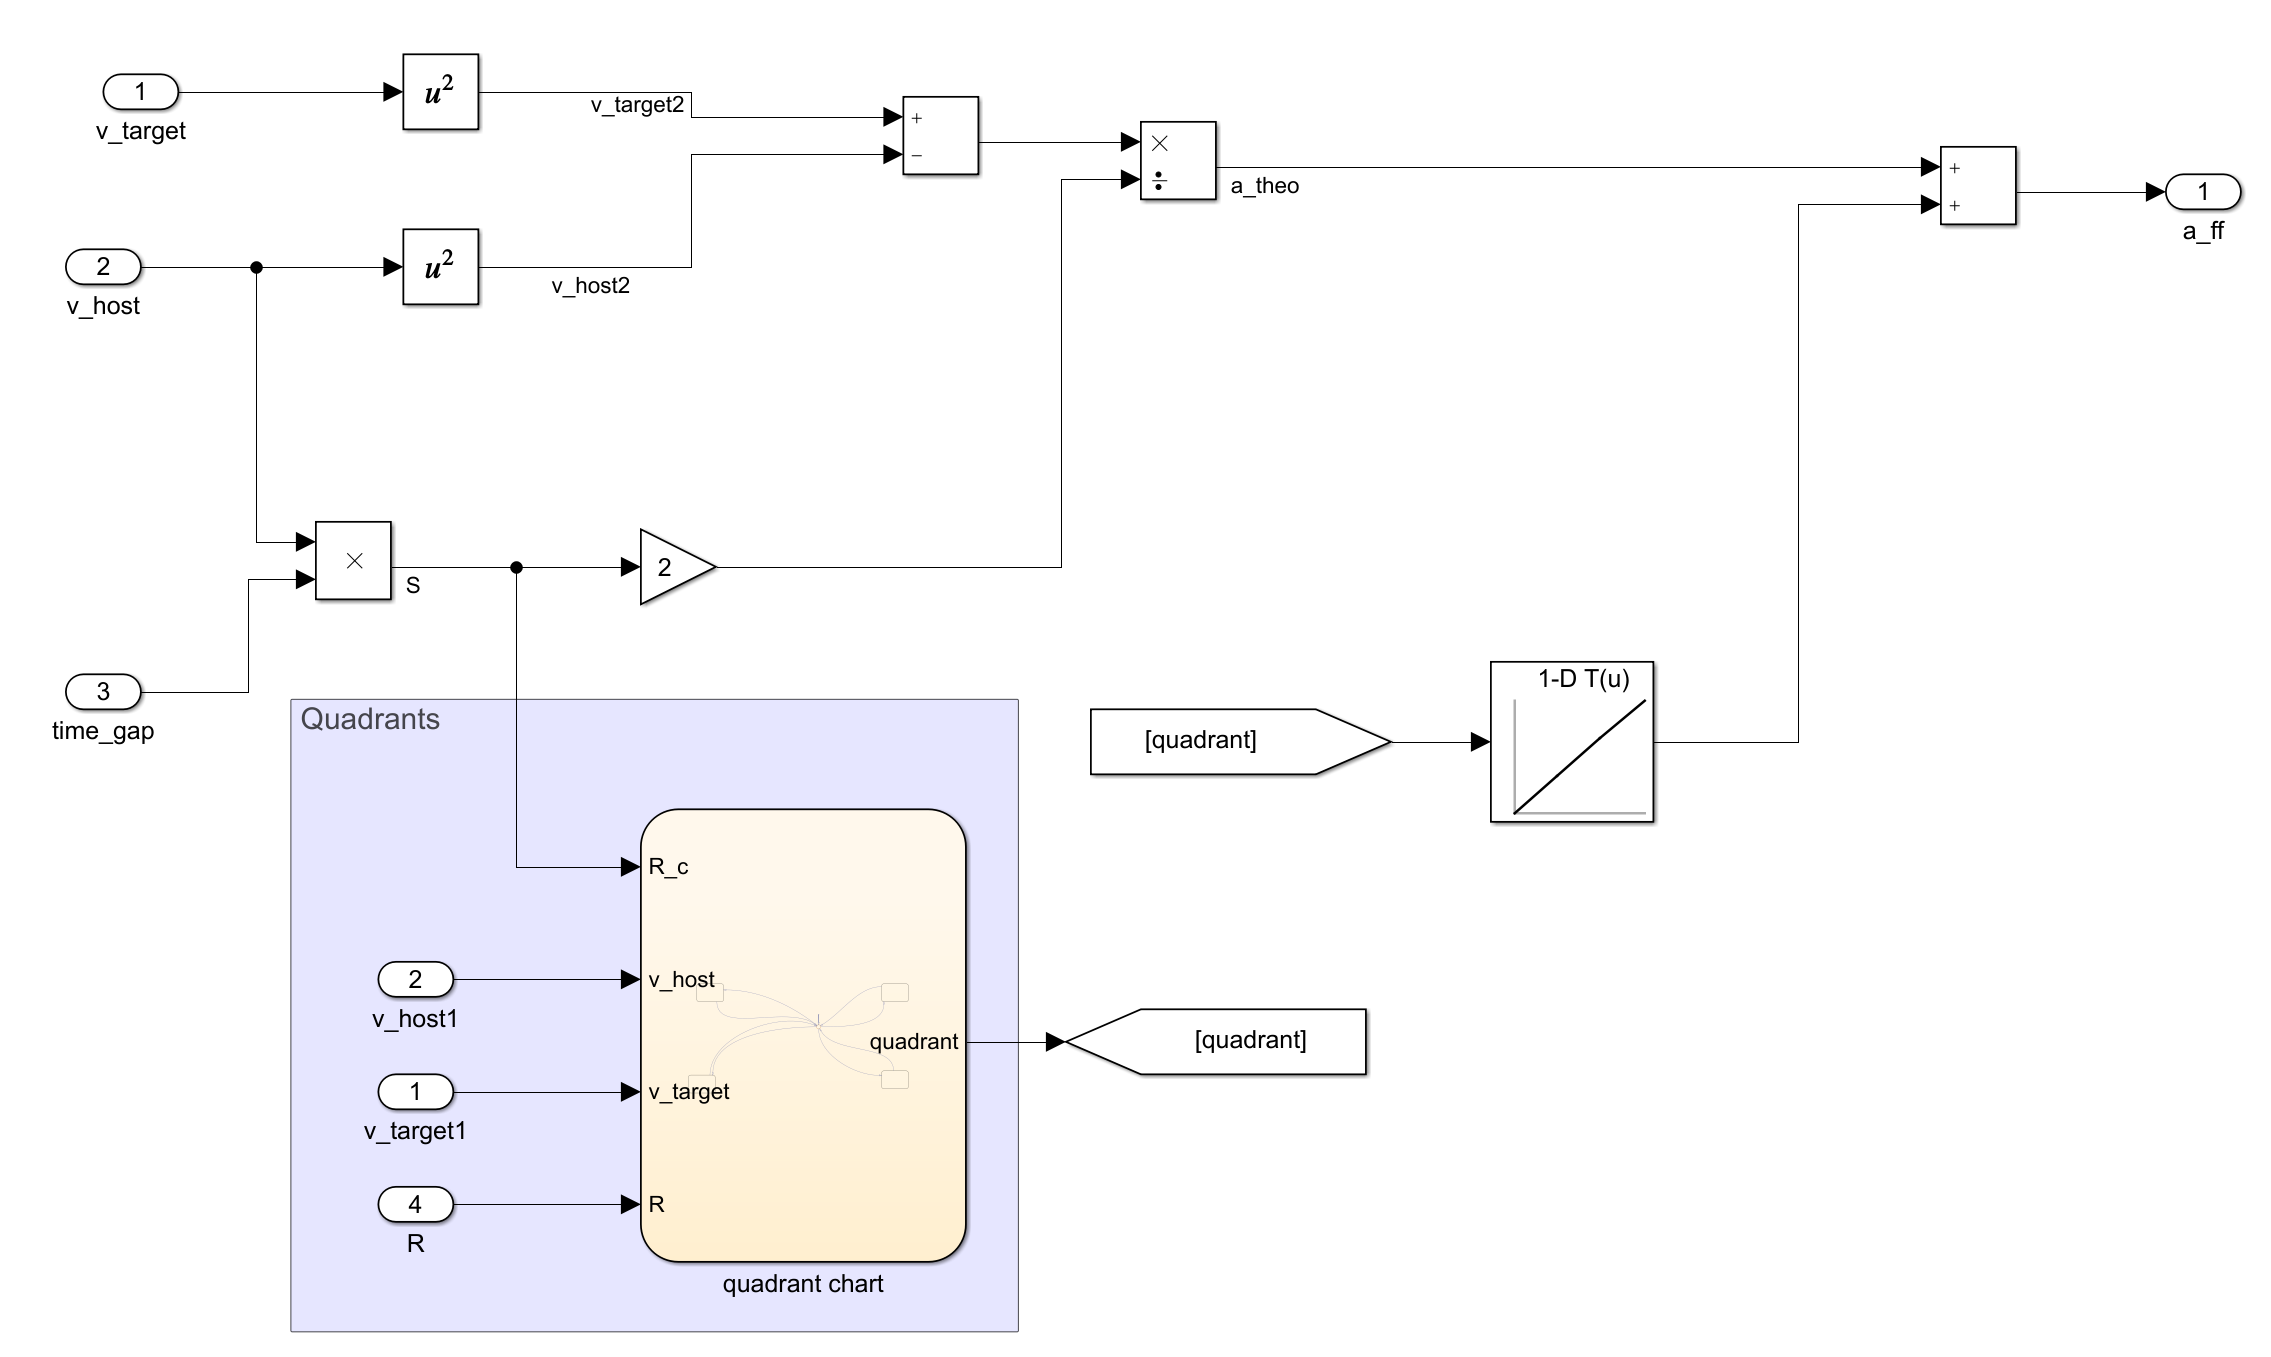 1
v_target
u²
v_target2
+
−
×
÷
a_theo
+
+
1
a_ff
2
v_host
u²
v_host2
×
S
2
3
time_gap
Quadrants
[quadrant]
1-D T(u)
R_c
2
v_host1
v_host
quadrant
[quadrant]
1
v_target1
v_target
4
R
R
quadrant chart